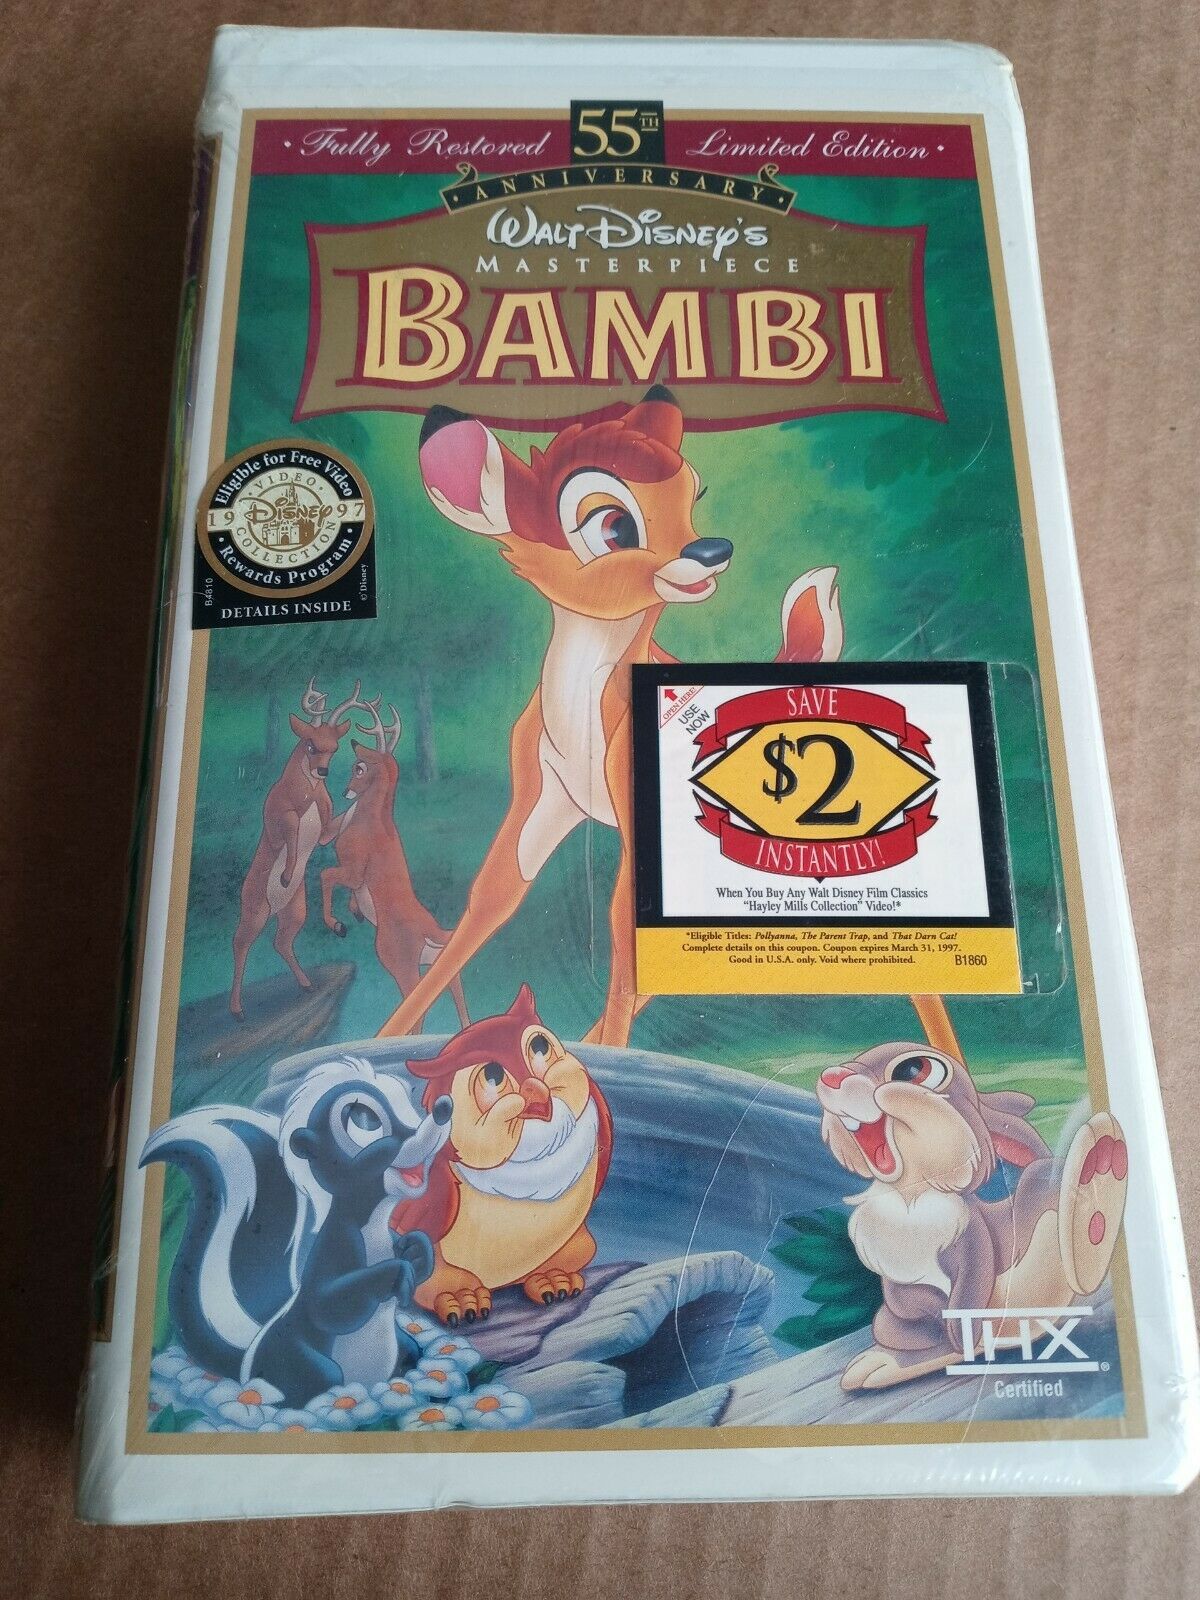 · Fully Restored 55TH Limited Edition ·
· ANNIVERSARY ·
WALT DISNEY'S
MASTERPIECE
BAMBI
Eligible for Free Video
· VIDEO ·
19 DISNEY 97
COLLECTION
· Rewards Program ·
B4810
© Disney
DETAILS INSIDE
OPEN HERE!
USE NOW
SAVE
$2
INSTANTLY!
When You Buy Any Walt Disney Film Classics
"Hayley Mills Collection" Video!*
*Eligible Titles: Pollyanna, The Parent Trap, and That Darn Cat!
Complete details on this coupon. Coupon expires March 31, 1997.
Good in U.S.A. only. Void where prohibited. B1860
THX®
Certified